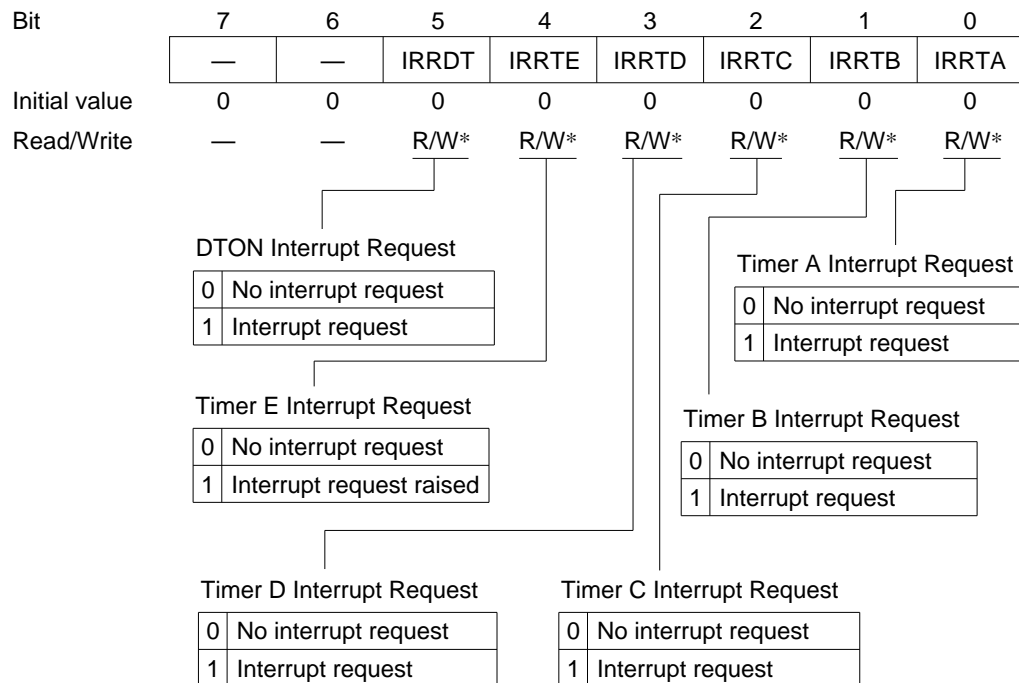 Bit 7 6 5 4 3 2 1 0
— — IRRDT IRRTE IRRTD IRRTC IRRTB IRRTA
Initial value 0 0 0 0 0 0 0 0
Read/Write — — R/W* R/W* R/W* R/W* R/W* R/W*
DTON Interrupt Request
0 No interrupt request
1 Interrupt request
Timer A Interrupt Request
0 No interrupt request
1 Interrupt request
Timer E Interrupt Request
0 No interrupt request
1 Interrupt request raised
Timer B Interrupt Request
0 No interrupt request
1 Interrupt request
Timer D Interrupt Request
0 No interrupt request
1 Interrupt request
Timer C Interrupt Request
0 No interrupt request
1 Interrupt request